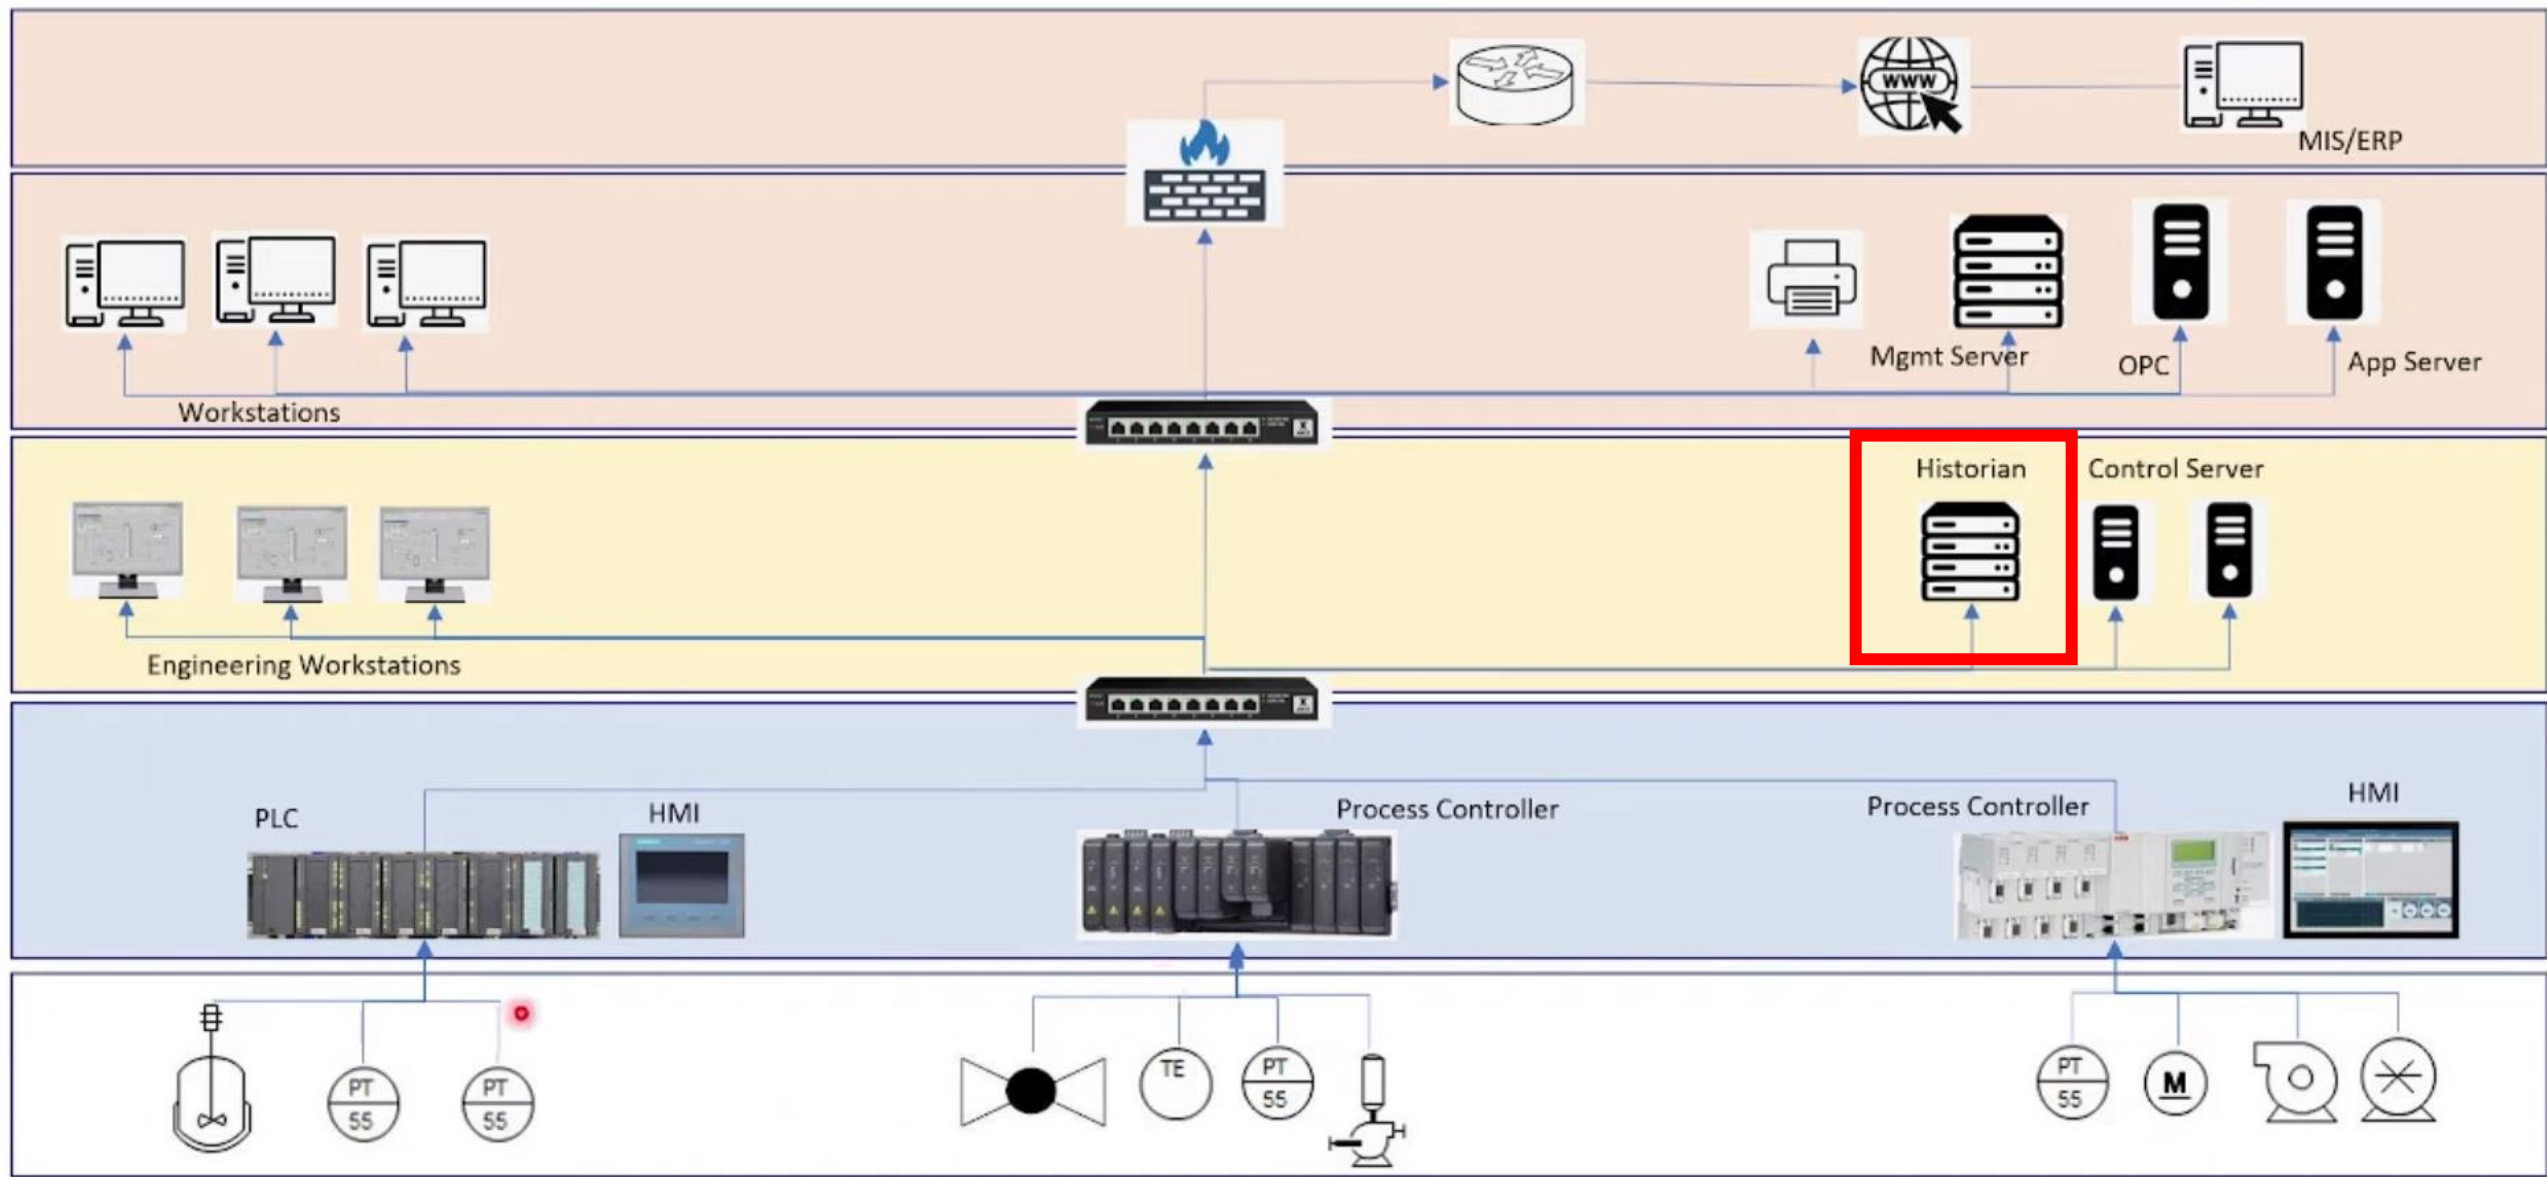 WWW
MIS/ERP
Mgmt Server
OPC
App Server
Workstations
Historian
Control Server
Engineering Workstations
PLC
HMI
Process Controller
Process Controller
HMI
PT
55
PT
55
TE
PT
55
PT
55
M